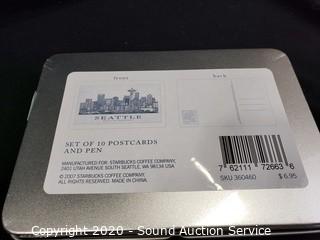 front
back
SEATTLE
SET OF 10 POSTCARDS
AND PEN
MANUFACTURED FOR: STARBUCKS COFFEE COMPANY,
2401 UTAH AVENUE SOUTH SEATTLE, WA 98134 USA
© 2007 STARBUCKS COFFEE COMPANY.
ALL RIGHTS RESERVED. MADE IN CHINA.
7 62111 72663 6
SKU 360460
$ 6.95
Copyright 2020 - Sound Auction Service